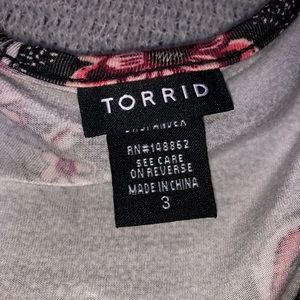 TORRID
RN#148862
SEE CARE
ON REVERSE
MADE IN CHINA
3